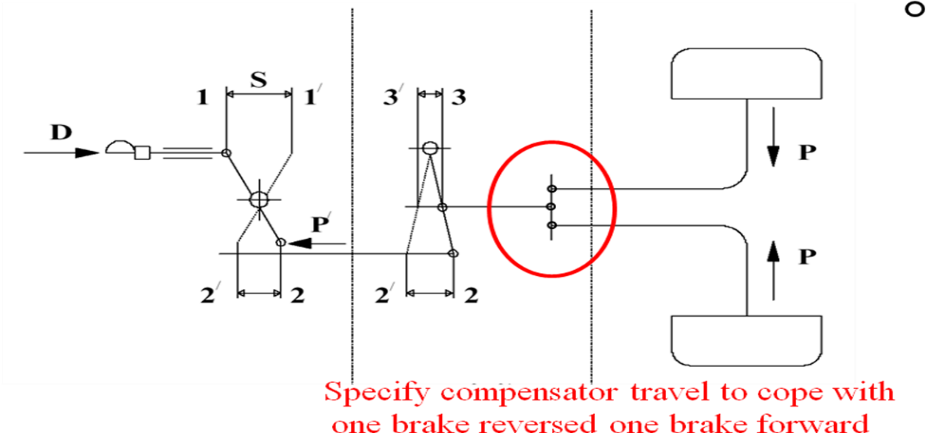 S
1
1′
3′
3
D
P
P′
2′
2
2′
2
P
Specify compensator travel to cope with
one brake reversed one brake forward